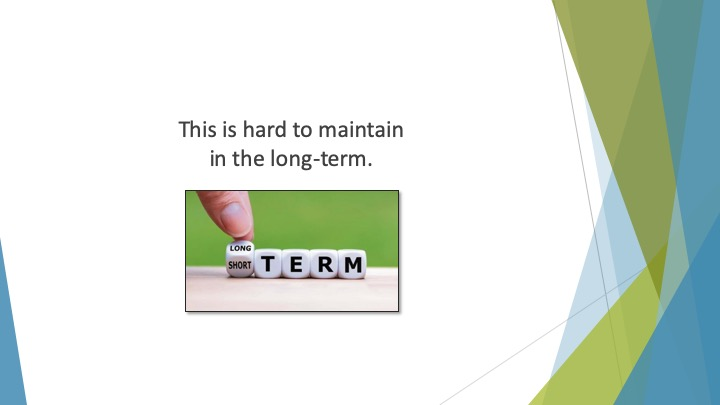 This is hard to maintain
in the long-term.
LONG
SHORT TERM